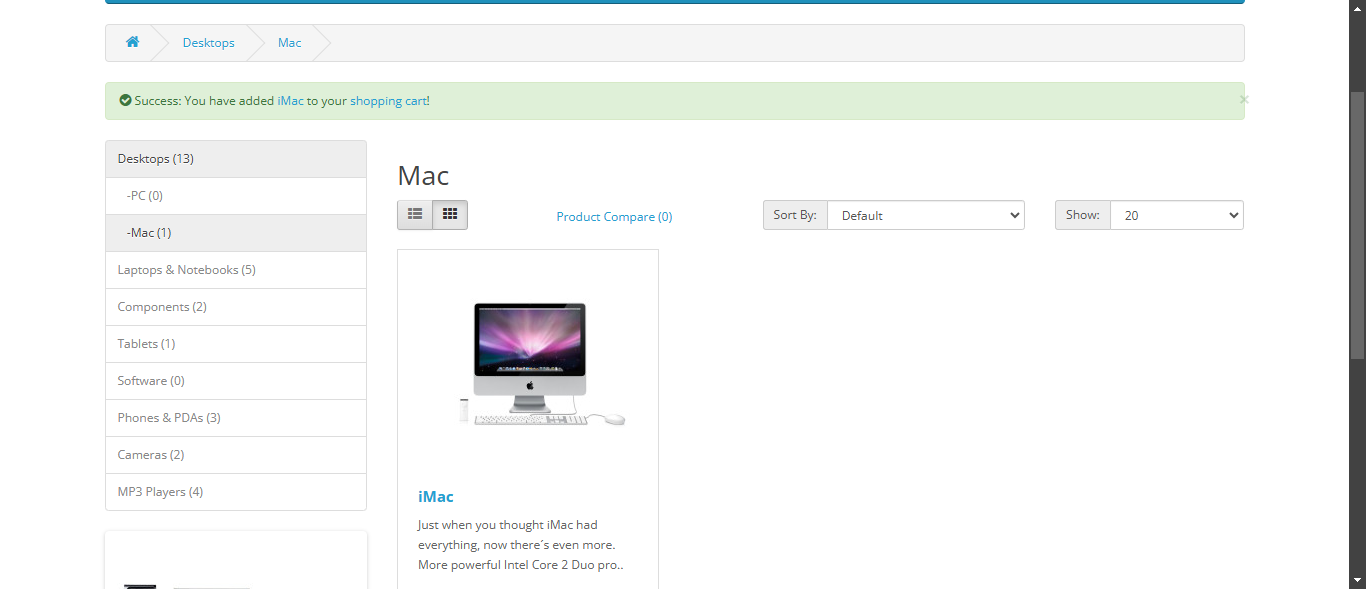 Desktops
Mac
Success: You have added iMac to your shopping cart!
×
Desktops (13)
-PC (0)
-Mac (1)
Laptops & Notebooks (5)
Components (2)
Tablets (1)
Software (0)
Phones & PDAs (3)
Cameras (2)
MP3 Players (4)
Mac
Product Compare (0)
Sort By:
Default
Show:
20
iMac
Just when you thought iMac had
everything, now there´s even more.
More powerful Intel Core 2 Duo pro..